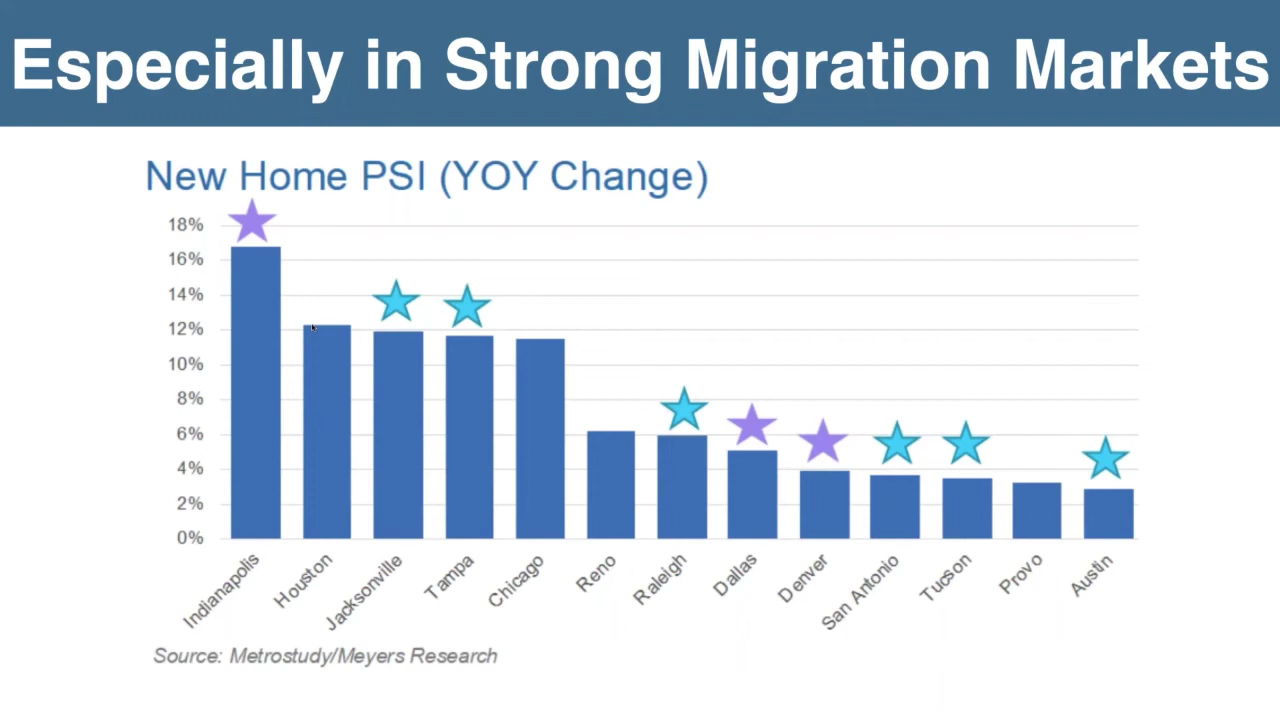 Especially in Strong Migration Markets
New Home PSI (YOY Change)
18%
16%
14%
12%
10%
8%
6%
4%
2%
0%
Indianapolis
Houston
Jacksonville
Tampa
Chicago
Reno
Raleigh
Dallas
Denver
San Antonio
Tucson
Provo
Austin
Source: Metrostudy/Meyers Research